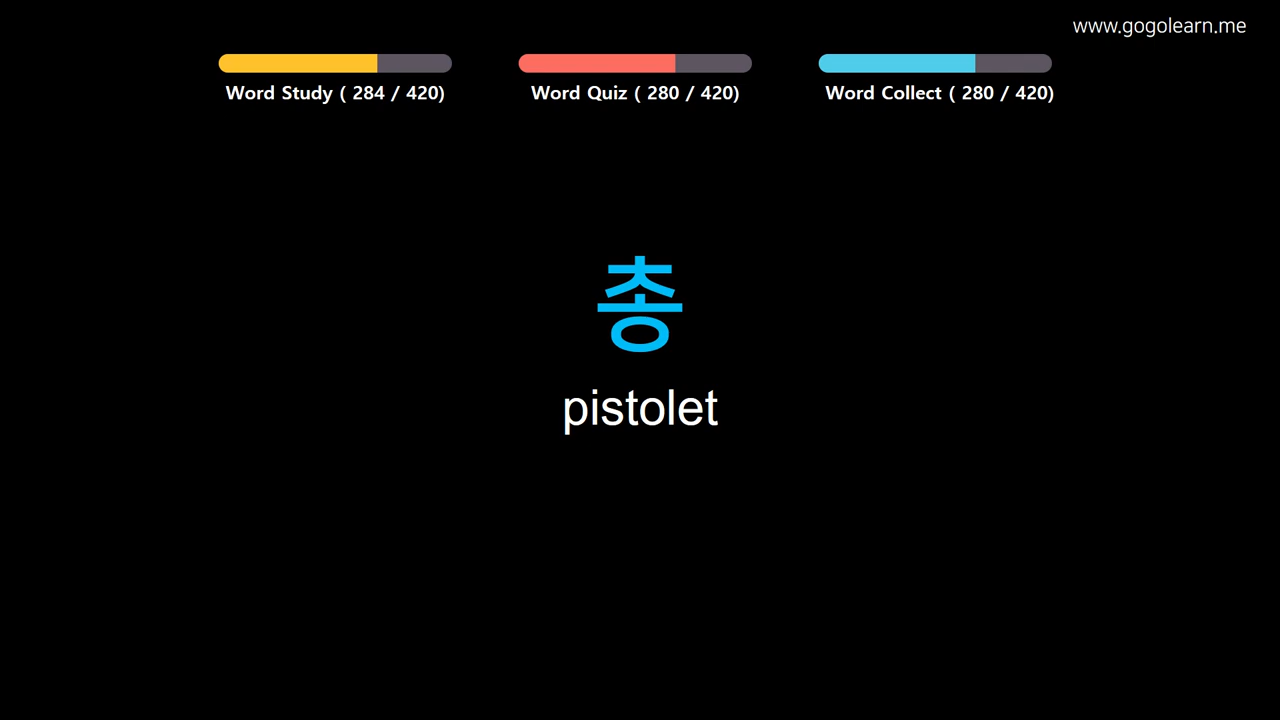 www.gogolearn.me
Word Study ( 284 / 420)
Word Quiz ( 280 / 420)
Word Collect ( 280 / 420)
총
pistolet